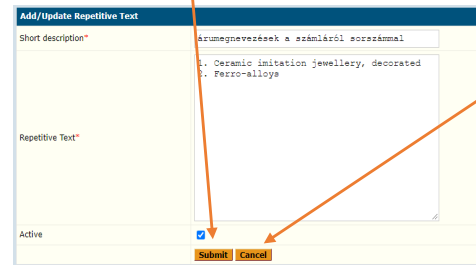 Add/Update Repetitive Text
Short description*
árumegnevezések a számláról sorszámmal
Repetitive Text*
1. Ceramic imitation jewellery, decorated
2. Ferro-alloys
Active
Submit Cancel